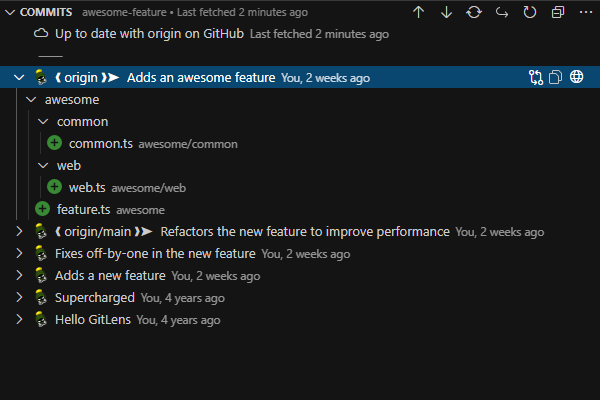 COMMITS awesome-feature • Last fetched 2 minutes ago
Up to date with origin on GitHub Last fetched 2 minutes ago
❰ origin ❱➤ Adds an awesome feature You, 2 weeks ago
awesome
common
common.ts awesome/common
web
web.ts awesome/web
feature.ts awesome
❰ origin/main ❱➤ Refactors the new feature to improve performance You, 2 weeks ago
Fixes off-by-one in the new feature You, 2 weeks ago
Adds a new feature You, 2 weeks ago
Supercharged You, 4 years ago
Hello GitLens You, 4 years ago